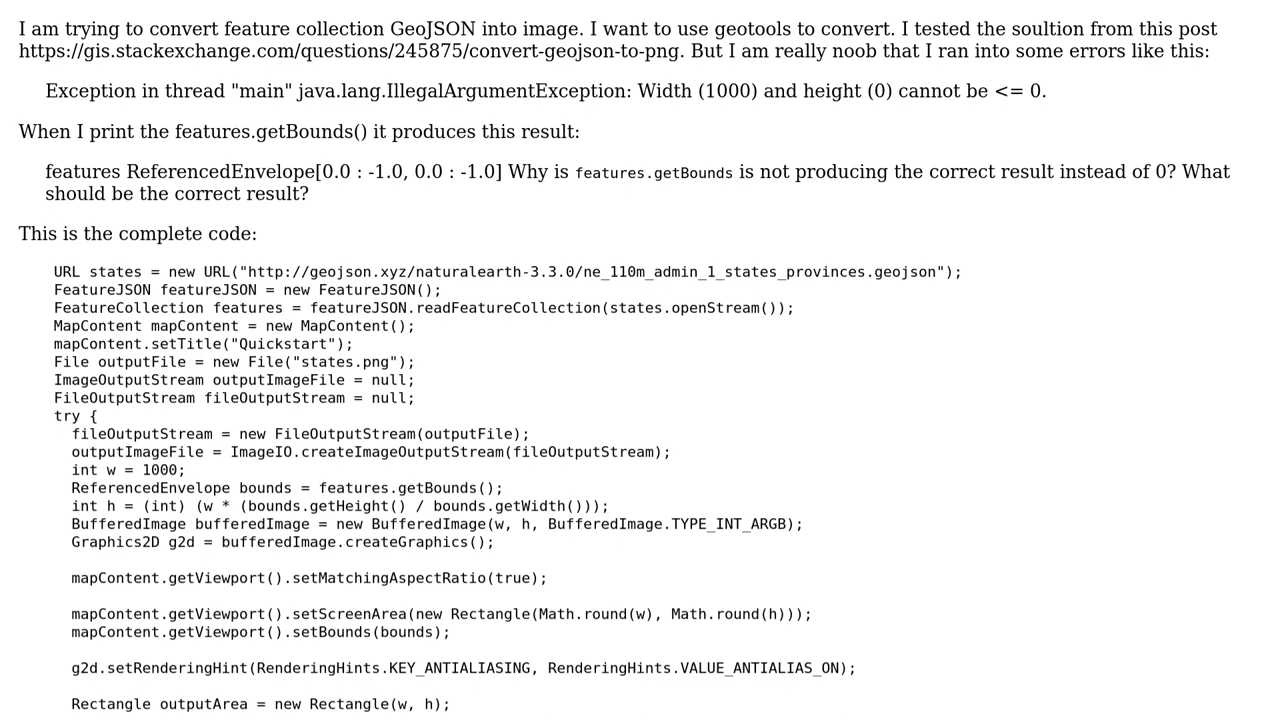 I am trying to convert feature collection GeoJSON into image. I want to use geotools to convert. I tested the soultion from this post
https://gis.stackexchange.com/questions/245875/convert-geojson-to-png. But I am really noob that I ran into some errors like this:
Exception in thread "main" java.lang.IllegalArgumentException: Width (1000) and height (0) cannot be <= 0.
When I print the features.getBounds() it produces this result:
features ReferencedEnvelope[0.0 : -1.0, 0.0 : -1.0] Why is features.getBounds is not producing the correct result instead of 0? What
should be the correct result?
This is the complete code:
URL states = new URL("http://geojson.xyz/naturalearth-3.3.0/ne_110m_admin_1_states_provinces.geojson");
FeatureJSON featureJSON = new FeatureJSON();
FeatureCollection features = featureJSON.readFeatureCollection(states.openStream());
MapContent mapContent = new MapContent();
mapContent.setTitle("Quickstart");
File outputFile = new File("states.png");
ImageOutputStream outputImageFile = null;
FileOutputStream fileOutputStream = null;
try {
  fileOutputStream = new FileOutputStream(outputFile);
  outputImageFile = ImageIO.createImageOutputStream(fileOutputStream);
  int w = 1000;
  ReferencedEnvelope bounds = features.getBounds();
  int h = (int) (w * (bounds.getHeight() / bounds.getWidth()));
  BufferedImage bufferedImage = new BufferedImage(w, h, BufferedImage.TYPE_INT_ARGB);
  Graphics2D g2d = bufferedImage.createGraphics();
  mapContent.getViewport().setMatchingAspectRatio(true);
  mapContent.getViewport().setScreenArea(new Rectangle(Math.round(w), Math.round(h)));
  mapContent.getViewport().setBounds(bounds);
  g2d.setRenderingHint(RenderingHints.KEY_ANTIALIASING, RenderingHints.VALUE_ANTIALIAS_ON);
  Rectangle outputArea = new Rectangle(w, h);